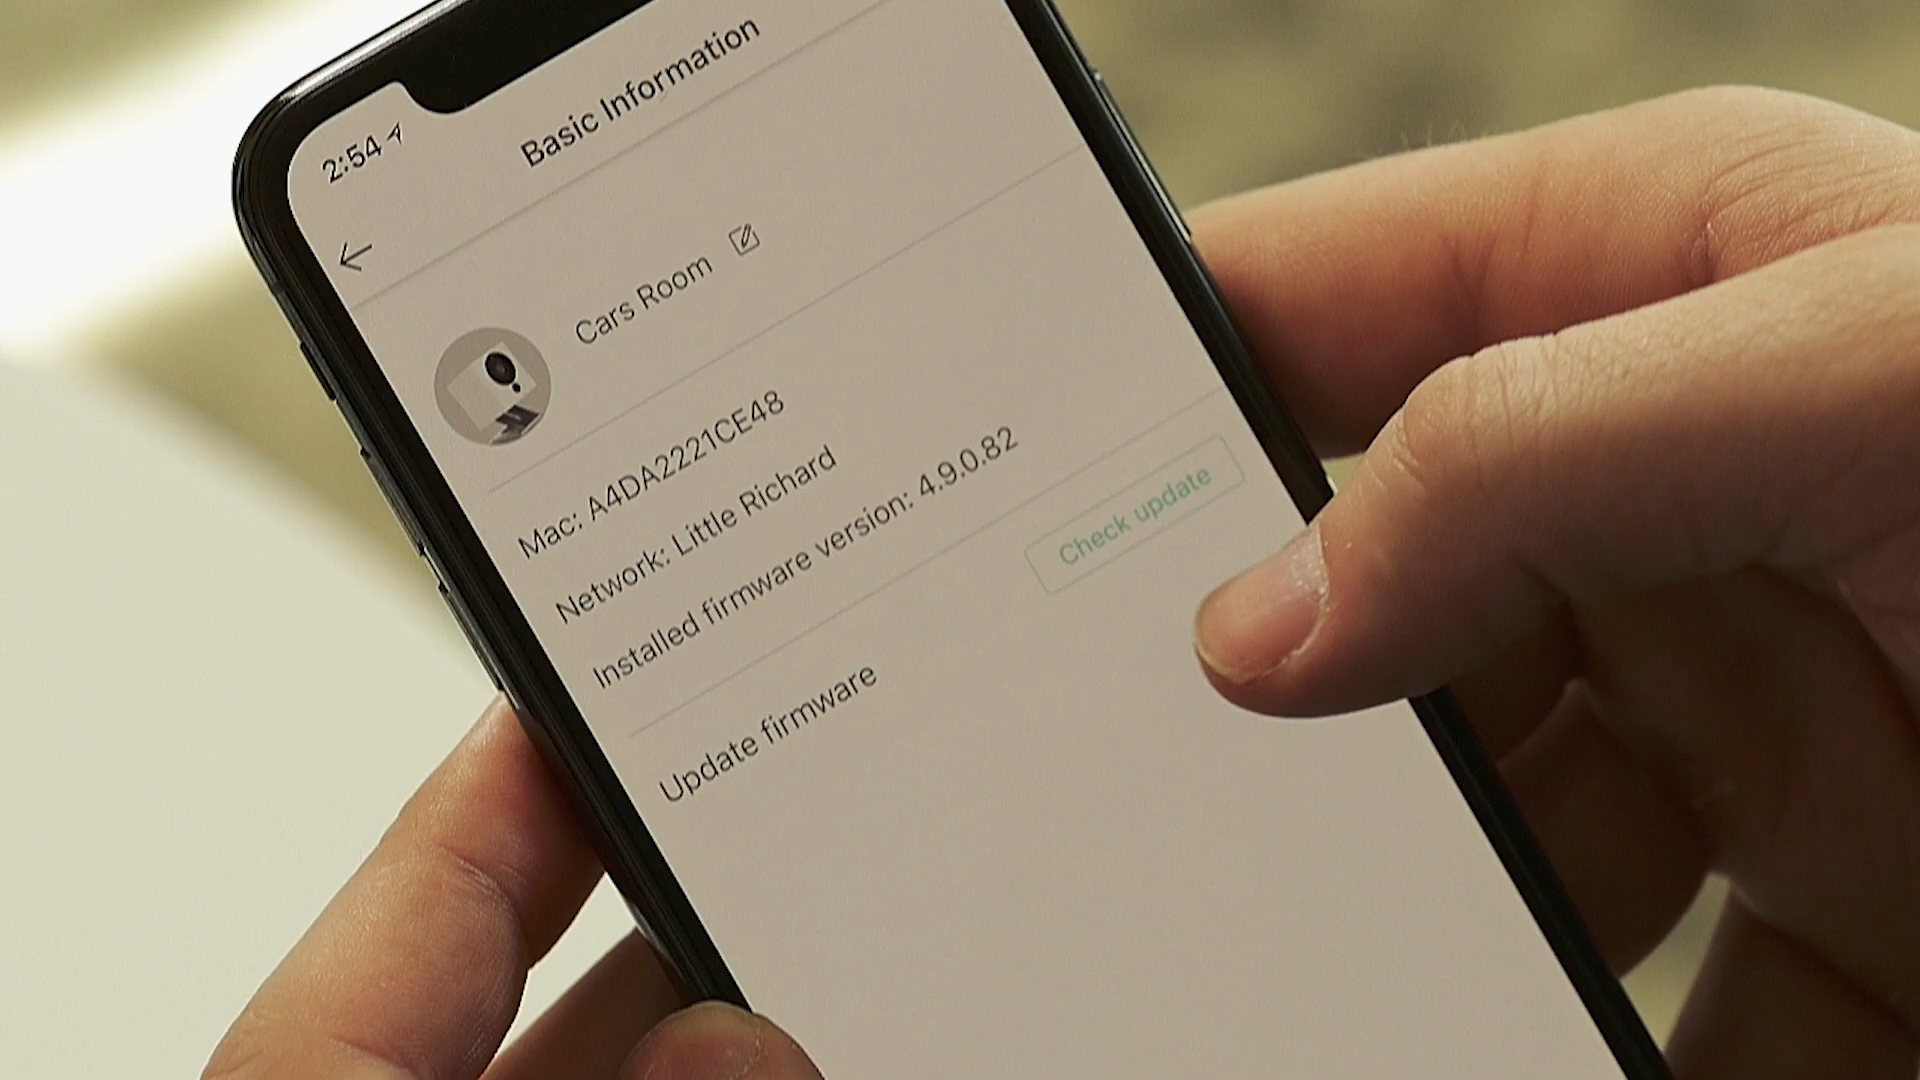 2:54
Basic Information
Cars Room
Mac: A4DA2221CE48
Network: Little Richard
Installed firmware version: 4.9.0.82
Check update
Update firmware